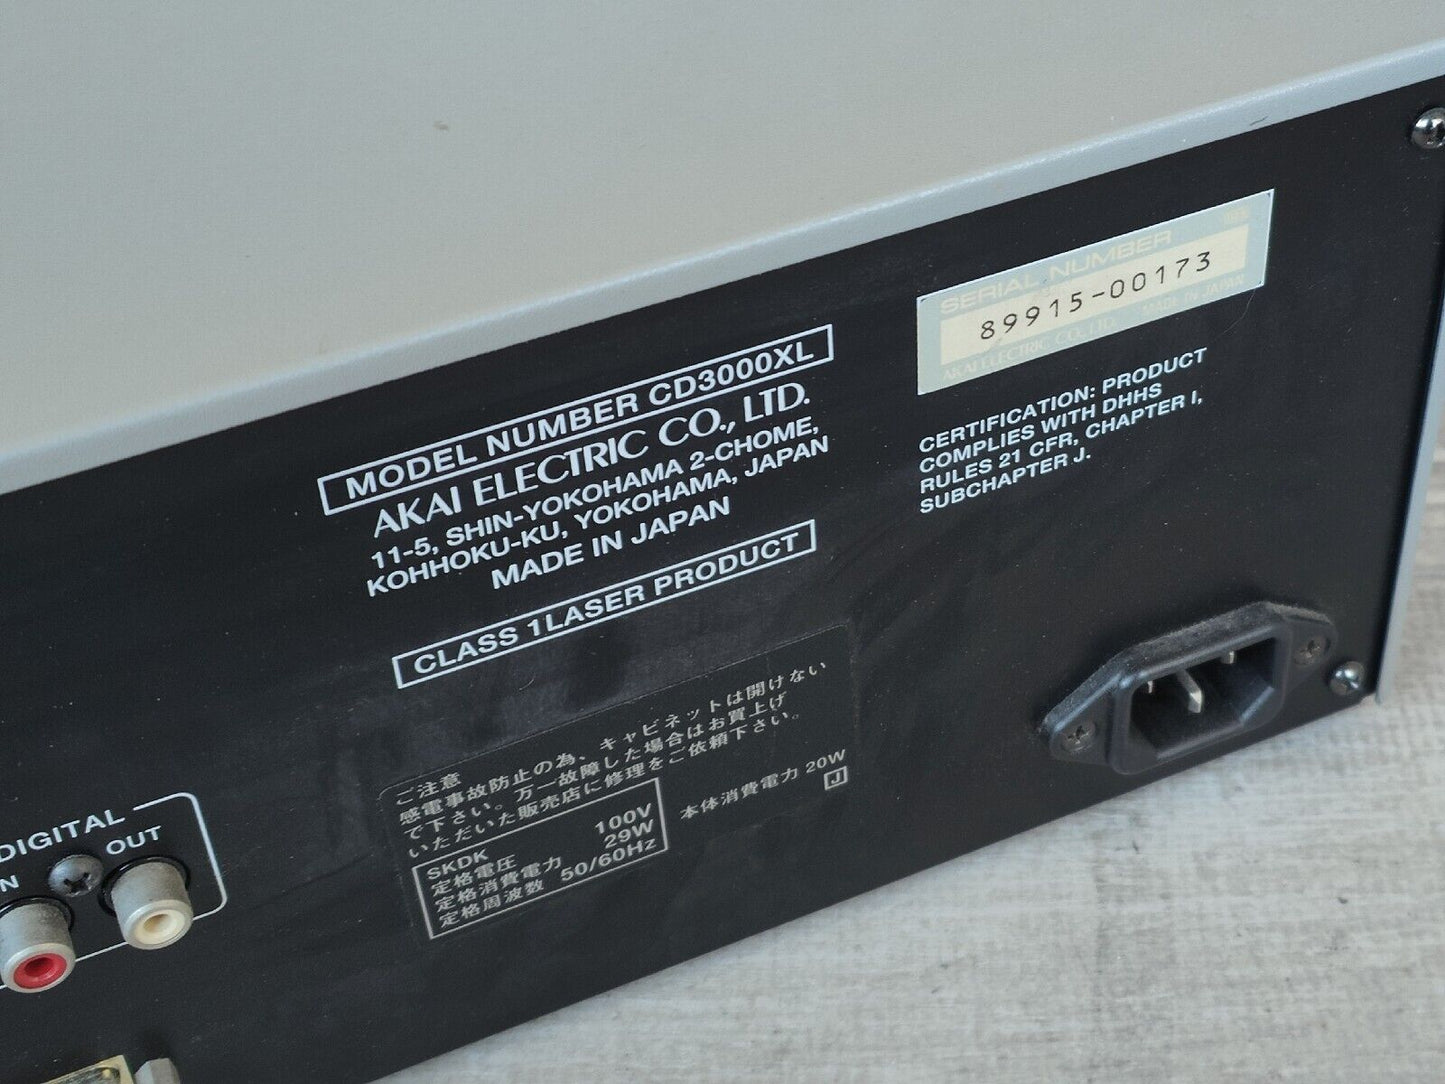 MODEL NUMBER CD3000XL
AKAI ELECTRIC CO., LTD.
11-5, SHIN-YOKOHAMA 2-CHOME,
KOHHOKU-KU, YOKOHAMA, JAPAN
MADE IN JAPAN
CLASS 1LASER PRODUCT
SERIAL NUMBER
89915-00173
AKAI ELECTRIC CO., LTD. MADE IN JAPAN
CERTIFICATION: PRODUCT
COMPLIES WITH DHHS
RULES 21 CFR, CHAPTER I,
SUBCHAPTER J.
ご注意
感電事故防止の為、キャビネットは開けない
で下さい。万一故障した場合はお買上げ
いただいた販売店に修理をご依頼下さい。
SKDK
定格電圧 100V
定格消費電力 29W
定格周波数 50/60Hz
本体消費電力 20W
J
DIGITAL
N
OUT